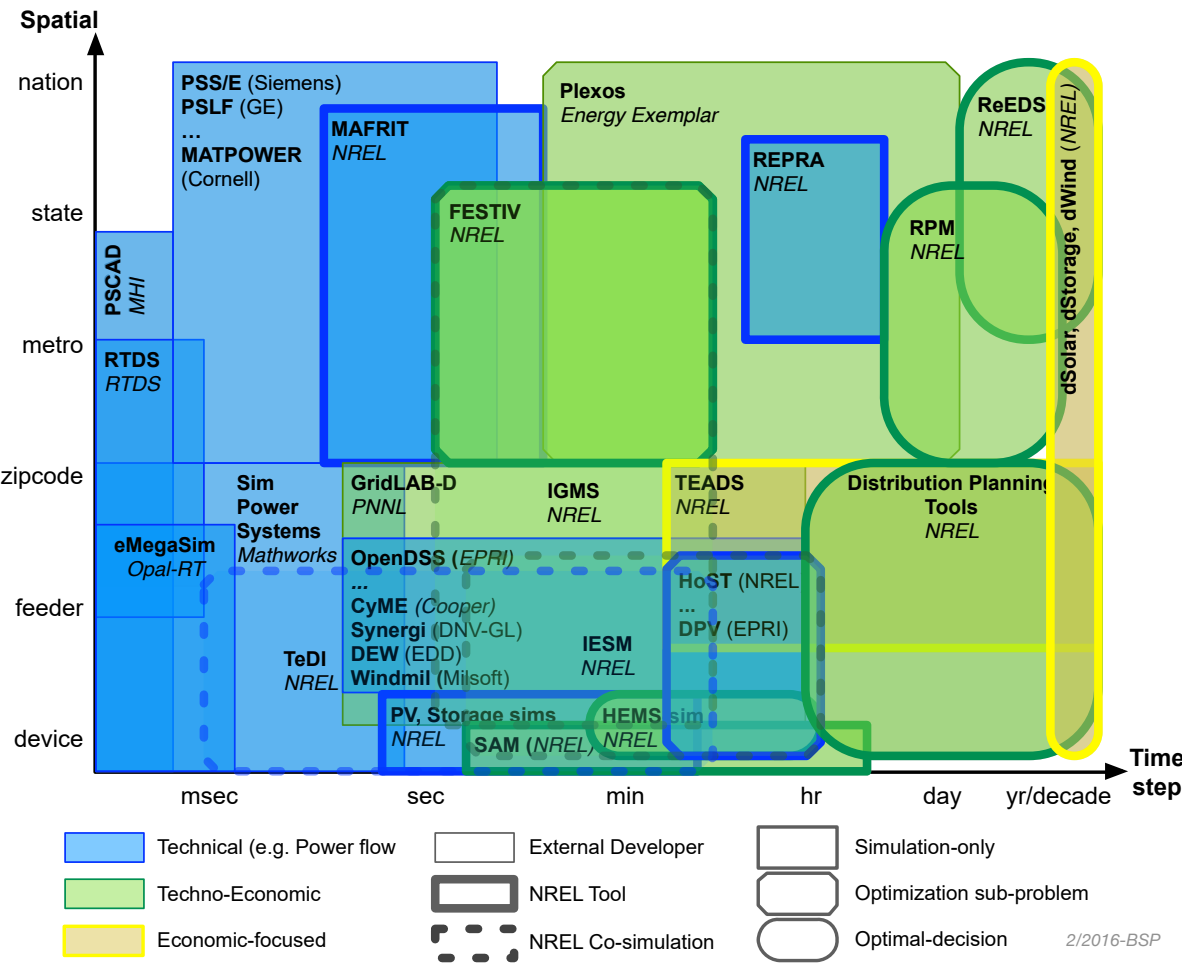 Spatial
nation
state
metro
zipcode
feeder
device
PSS/E (Siemens)
PSLF (GE)
...
MATPOWER
(Cornell)
MAFRIT
NREL
Plexos
Energy Exemplar
ReEDS
NREL
REPRA
NREL
dSolar, dStorage, dWind (NREL)
FESTIV
NREL
RPM
NREL
PSCAD
MHI
RTDS
RTDS
Sim
Power
Systems
Mathworks
GridLAB-D
PNNL
IGMS
NREL
TEADS
NREL
Distribution Planning
Tools
NREL
eMegaSim
Opal-RT
OpenDSS (EPRI)
...
CyME (Cooper)
Synergi (DNV-GL)
DEW (EDD)
Windmil (Milsoft)
HoST (NREL
...
DPV (EPRI)
IESM
NREL
TeDI
NREL
PV, Storage sims
NREL
HEMS sim
NREL
SAM (NREL)
Time
step
msec
sec
min
hr
day
yr/decade
Technical (e.g. Power flow
External Developer
Simulation-only
Techno-Economic
NREL Tool
Optimization sub-problem
Economic-focused
NREL Co-simulation
Optimal-decision
2/2016-BSP